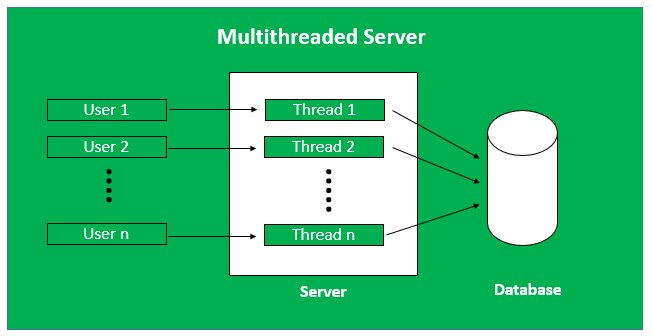 Multithreaded Server
User 1
Thread 1
User 2
Thread 2
User n
Thread n
Server
Database